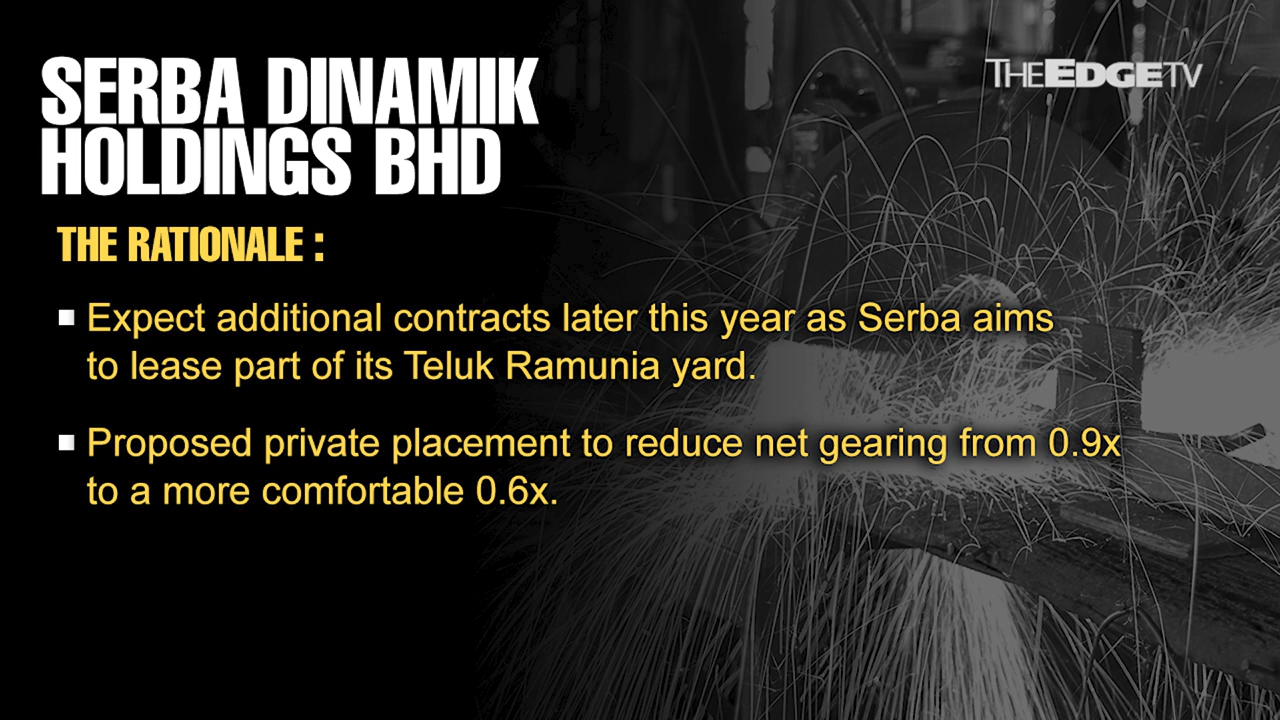 SERBA DINAMIK
HOLDINGS BHD
THEEDGETV
THE RATIONALE :
Expect additional contracts later this year as Serba aims
to lease part of its Teluk Ramunia yard.
Proposed private placement to reduce net gearing from 0.9x
to a more comfortable 0.6x.